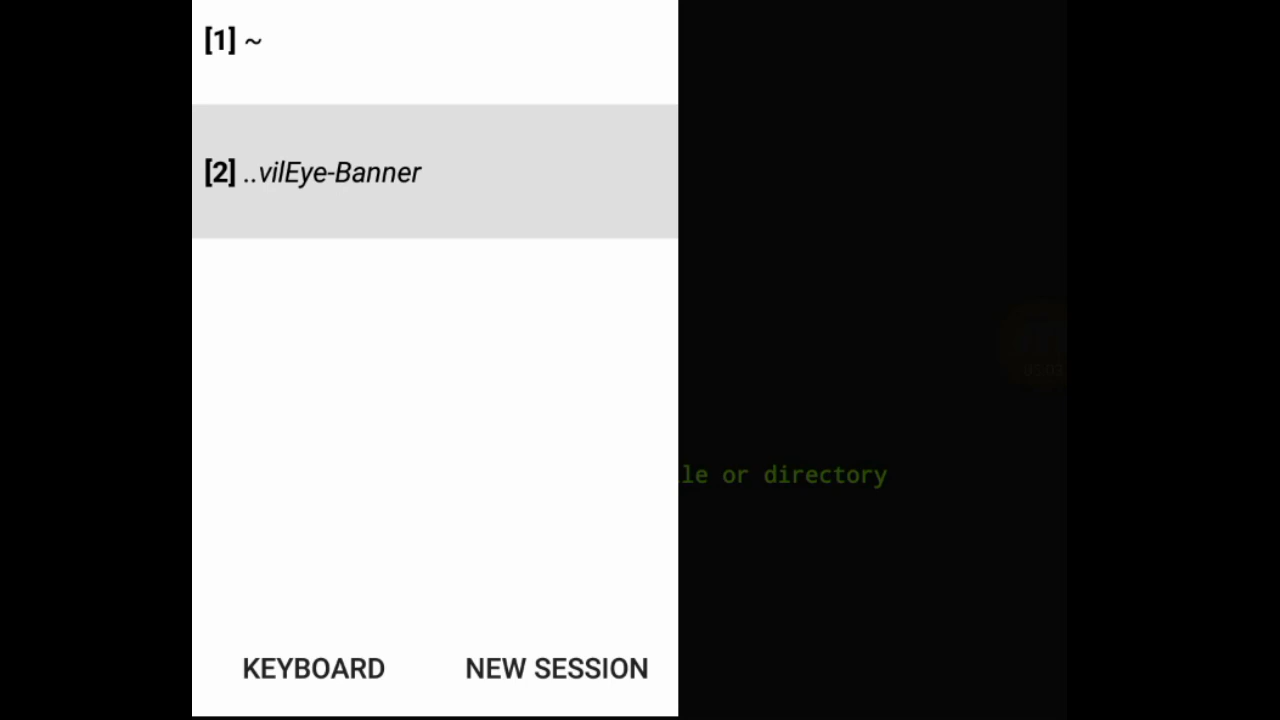 [1] ~
[2] ..vilEye-Banner
le or directory
KEYBOARD NEW SESSION